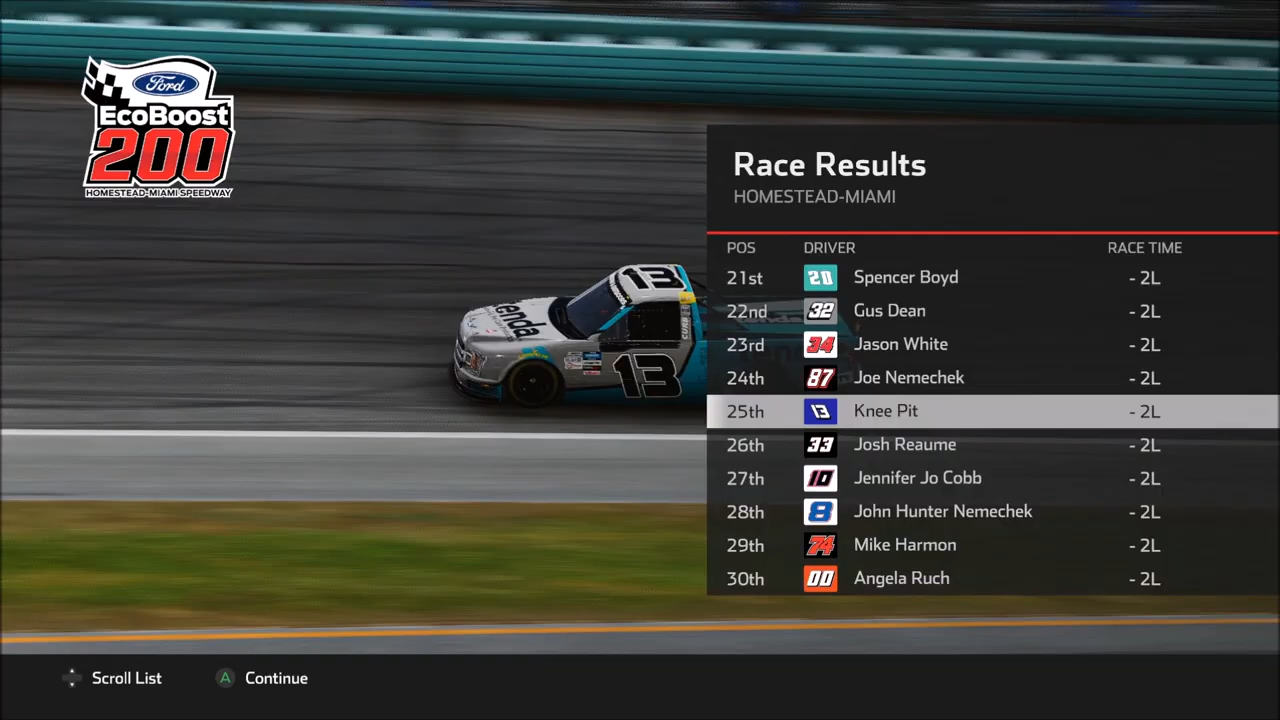 Ford
EcoBoost
200
HOMESTEAD-MIAMI SPEEDWAY
Race Results
HOMESTEAD-MIAMI
POS DRIVER RACE TIME
21st 20 Spencer Boyd - 2L
22nd 32 Gus Dean - 2L
23rd 34 Jason White - 2L
24th 87 Joe Nemechek - 2L
25th 13 Knee Pit - 2L
26th 33 Josh Reaume - 2L
27th 10 Jennifer Jo Cobb - 2L
28th 8 John Hunter Nemechek - 2L
29th 74 Mike Harmon - 2L
30th 00 Angela Ruch - 2L
13
13
Scroll List A Continue